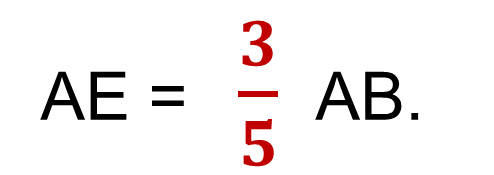 AE = 3/5 AB.